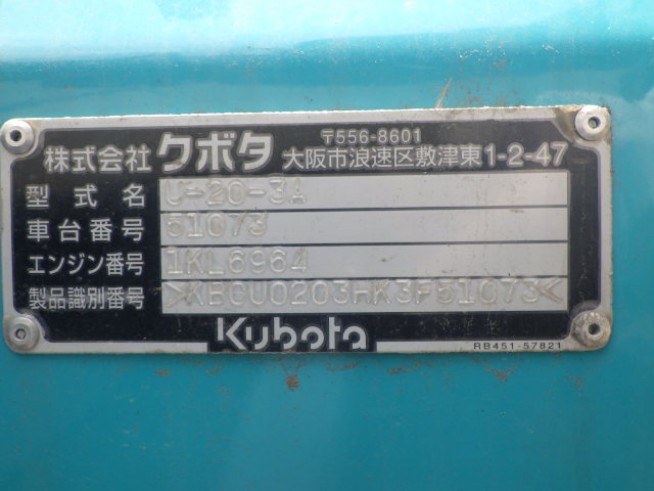 〒556-8601
株式会社 クボタ 大阪市浪速区敷津東1-2-47
型式名 U-20-3A
車台番号 51073
エンジン番号 1KL6964
製品識別番号 >KBCU0203HK3F51073<
Kubota
RB451-57821